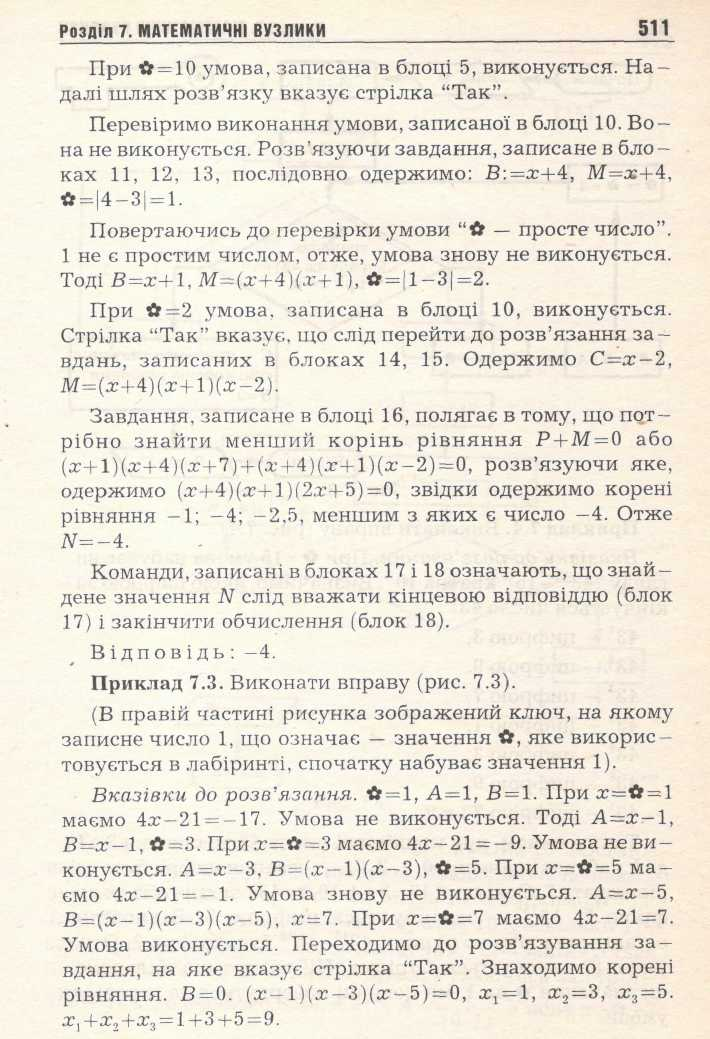 Розділ 7. МАТЕМАТИЧНІ ВУЗЛИКИ 511
При ✿=10 умова, записана в блоці 5, виконується. На-
далі шлях розв’язку вказує стрілка “Так”.
Перевіримо виконання умови, записаної в блоці 10. Во-
на не виконується. Розв’язуючи завдання, записане в бло-
ках 11, 12, 13, послідовно одержимо: B:=x+4, M=x+4,
✿=|4-3|=1.
Повертаючись до перевірки умови “✿ — просте число”.
1 не є простим числом, отже, умова знову не виконується.
Тоді B=x+1, M=(x+4)(x+1), ✿=|1-3|=2.
При ✿=2 умова, записана в блоці 10, виконується.
Стрілка “Так” вказує, що слід перейти до розв’язання за-
вдань, записаних в блоках 14, 15. Одержимо C=x-2,
M=(x+4)(x+1)(x-2).
Завдання, записане в блоці 16, полягає в тому, що пот-
рібно знайти менший корінь рівняння P+M=0 або
(x+1)(x+4)(x+7)+(x+4)(x+1)(x-2)=0, розв’язуючи яке,
одержимо (x+4)(x+1)(2x+5)=0, звідки одержимо корені
рівняння -1; -4; -2,5, меншим з яких є число -4. Отже
N=-4.
Команди, записані в блоках 17 і 18 означають, що знай-
дене значення N слід вважати кінцевою відповіддю (блок
17) і закінчити обчислення (блок 18).
Відповідь: -4.
Приклад 7.3. Виконати вправу (рис. 7.3).
(В правій частині рисунка зображений ключ, на якому
записне число 1, що означає — значення ✿, яке викорис-
товується в лабіринті, спочатку набуває значення 1).
Вказівки до розв’язання. ✿=1, A=1, B=1. При x=✿=1
маємо 4x-21=-17. Умова не виконується. Тоді A=x-1,
B=x-1, ✿=3. При x=✿=3 маємо 4x-21=-9. Умова не ви-
конується. A=x-3, B=(x-1)(x-3), ✿=5. При x=✿=5 ма-
ємо 4x-21=-1. Умова знову не виконується. A=x-5,
B=(x-1)(x-3)(x-5), x=7. При x=✿=7 маємо 4x-21=7.
Умова виконується. Переходимо до розв’язування за-
вдання, на яке вказує стрілка “Так”. Знаходимо корені
рівняння. B=0. (x-1)(x-3)(x-5)=0, x₁=1, x₂=3, x₃=5.
x₁+x₂+x₃=1+3+5=9.